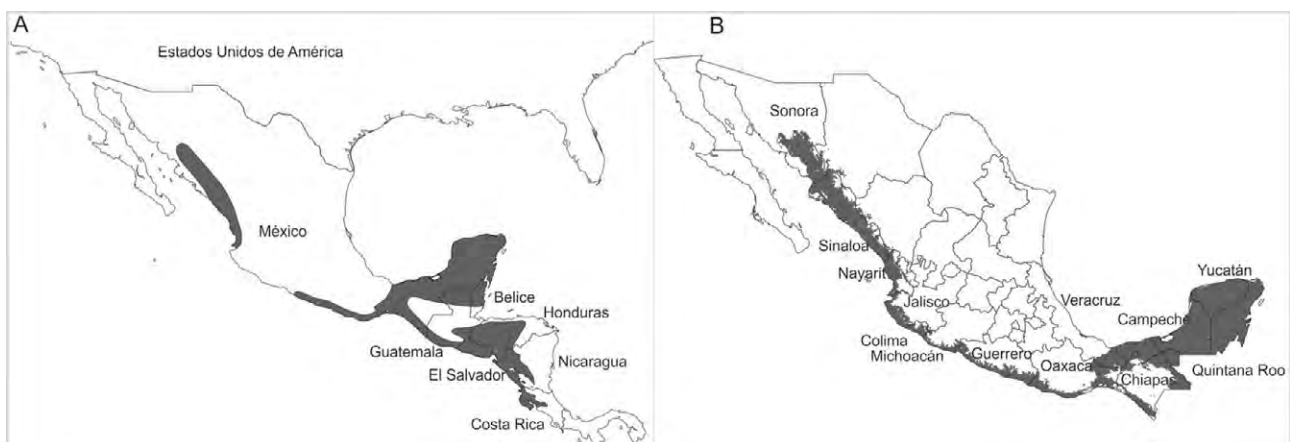 A
Estados Unidos de América
México
Belice
Honduras
Guatemala
Nicaragua
El Salvador
Costa Rica
B
Sonora
Sinaloa
Nayarit
Jalisco
Yucatán
Veracruz
Campeche
Colima
Michoacán
Guerrero
Oaxaca
Chiapas
Quintana Roo